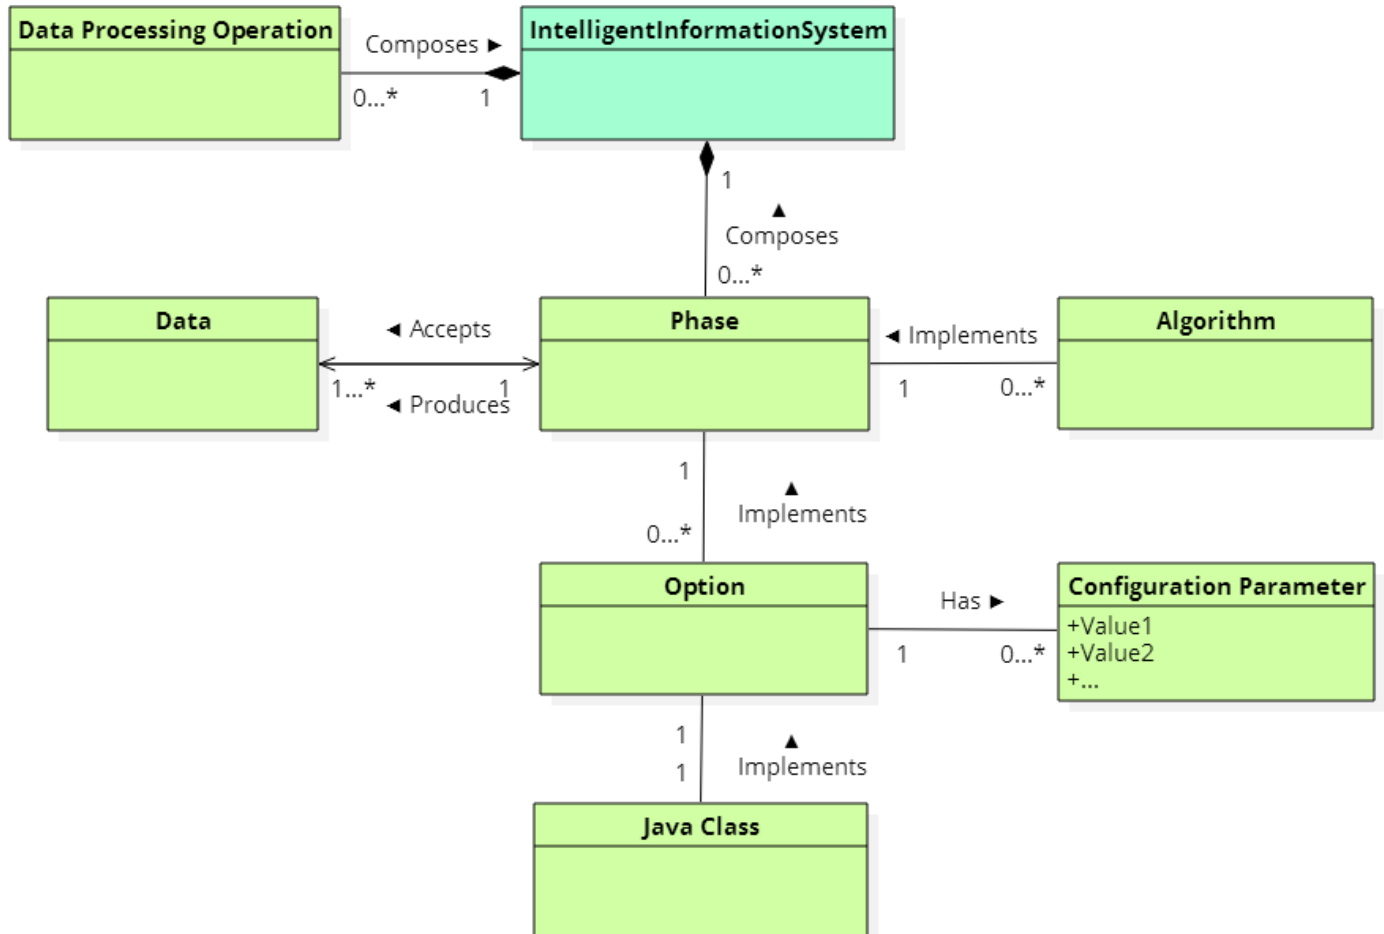 Data Processing Operation
Composes ►
IntelligentInformationSystem
0...*
1
1
▲
Composes
0...*
Data
◄ Accepts
Phase
◄ Implements
Algorithm
1...*
1
1
0...*
◄ Produces
1
▲
Implements
0...*
Option
Has ►
Configuration Parameter
+Value1
+Value2
+...
1
0...*
1
▲
Implements
1
Java Class